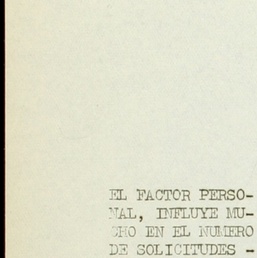 EL FACTOR PERSO-
NAL, INFLUYE MU-
CHO EN EL NUMERO
DE SOLICITUDES -